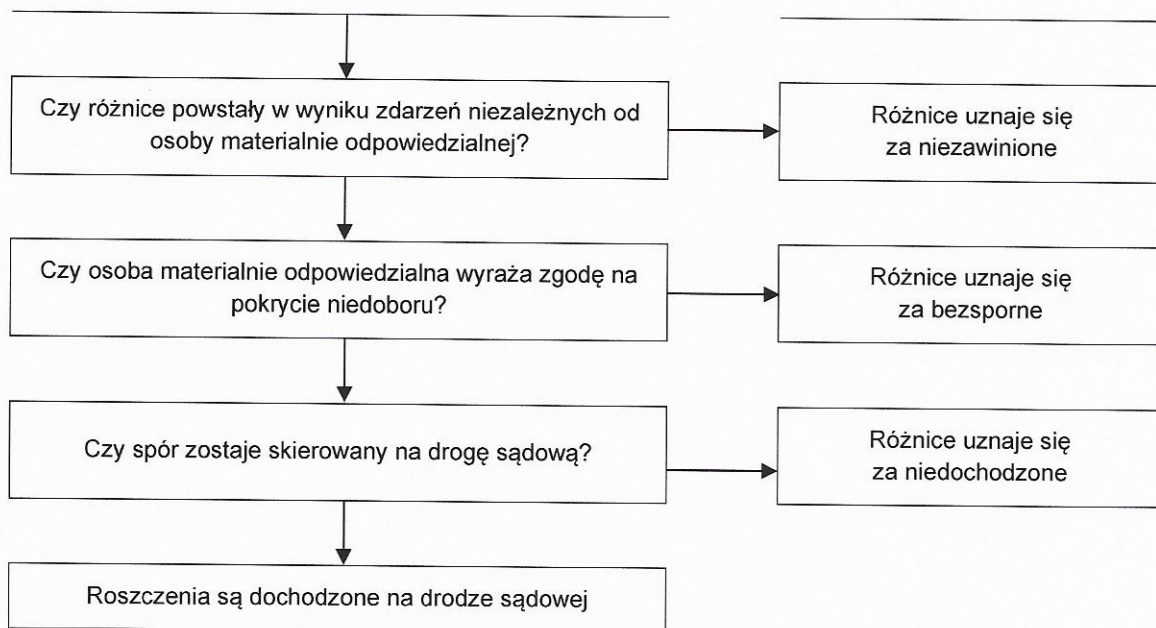 Czy różnice powstały w wyniku zdarzeń niezależnych od
osoby materialnie odpowiedzialnej?
Różnice uznaje się
za niezawinione
Czy osoba materialnie odpowiedzialna wyraża zgodę na
pokrycie niedoboru?
Różnice uznaje się
za bezsporne
Czy spór zostaje skierowany na drogę sądową?
Różnice uznaje się
za niedochodzone
Roszczenia są dochodzone na drodze sądowej